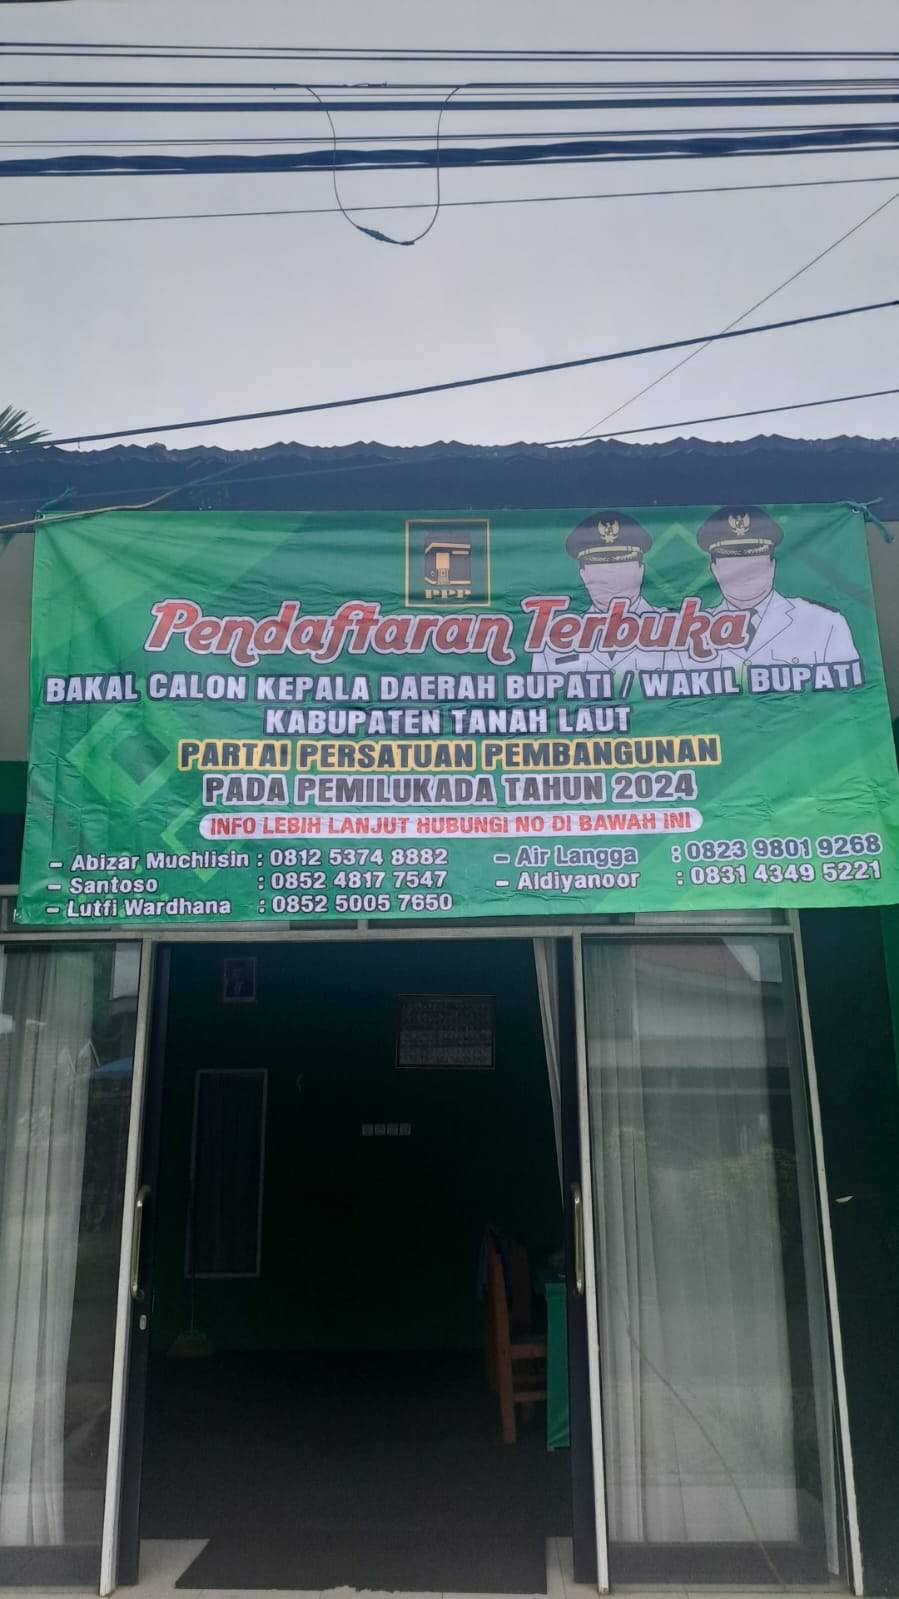 PPP
Pendaftaran Terbuka
BAKAL CALON KEPALA DAERAH BUPATI / WAKIL BUPATI
KABUPATEN TANAH LAUT
PARTAI PERSATUAN PEMBANGUNAN
PADA PEMILUKADA TAHUN 2024
INFO LEBIH LANJUT HUBUNGI NO DI BAWAH INI
- Abizar Muchlisin : 0812 5374 8882
- Santoso : 0852 4817 7547
- Lutfi Wardhana : 0852 5005 7650
- Air Langga : 0823 9801 9268
- Aldiyanoor : 0831 4349 5221